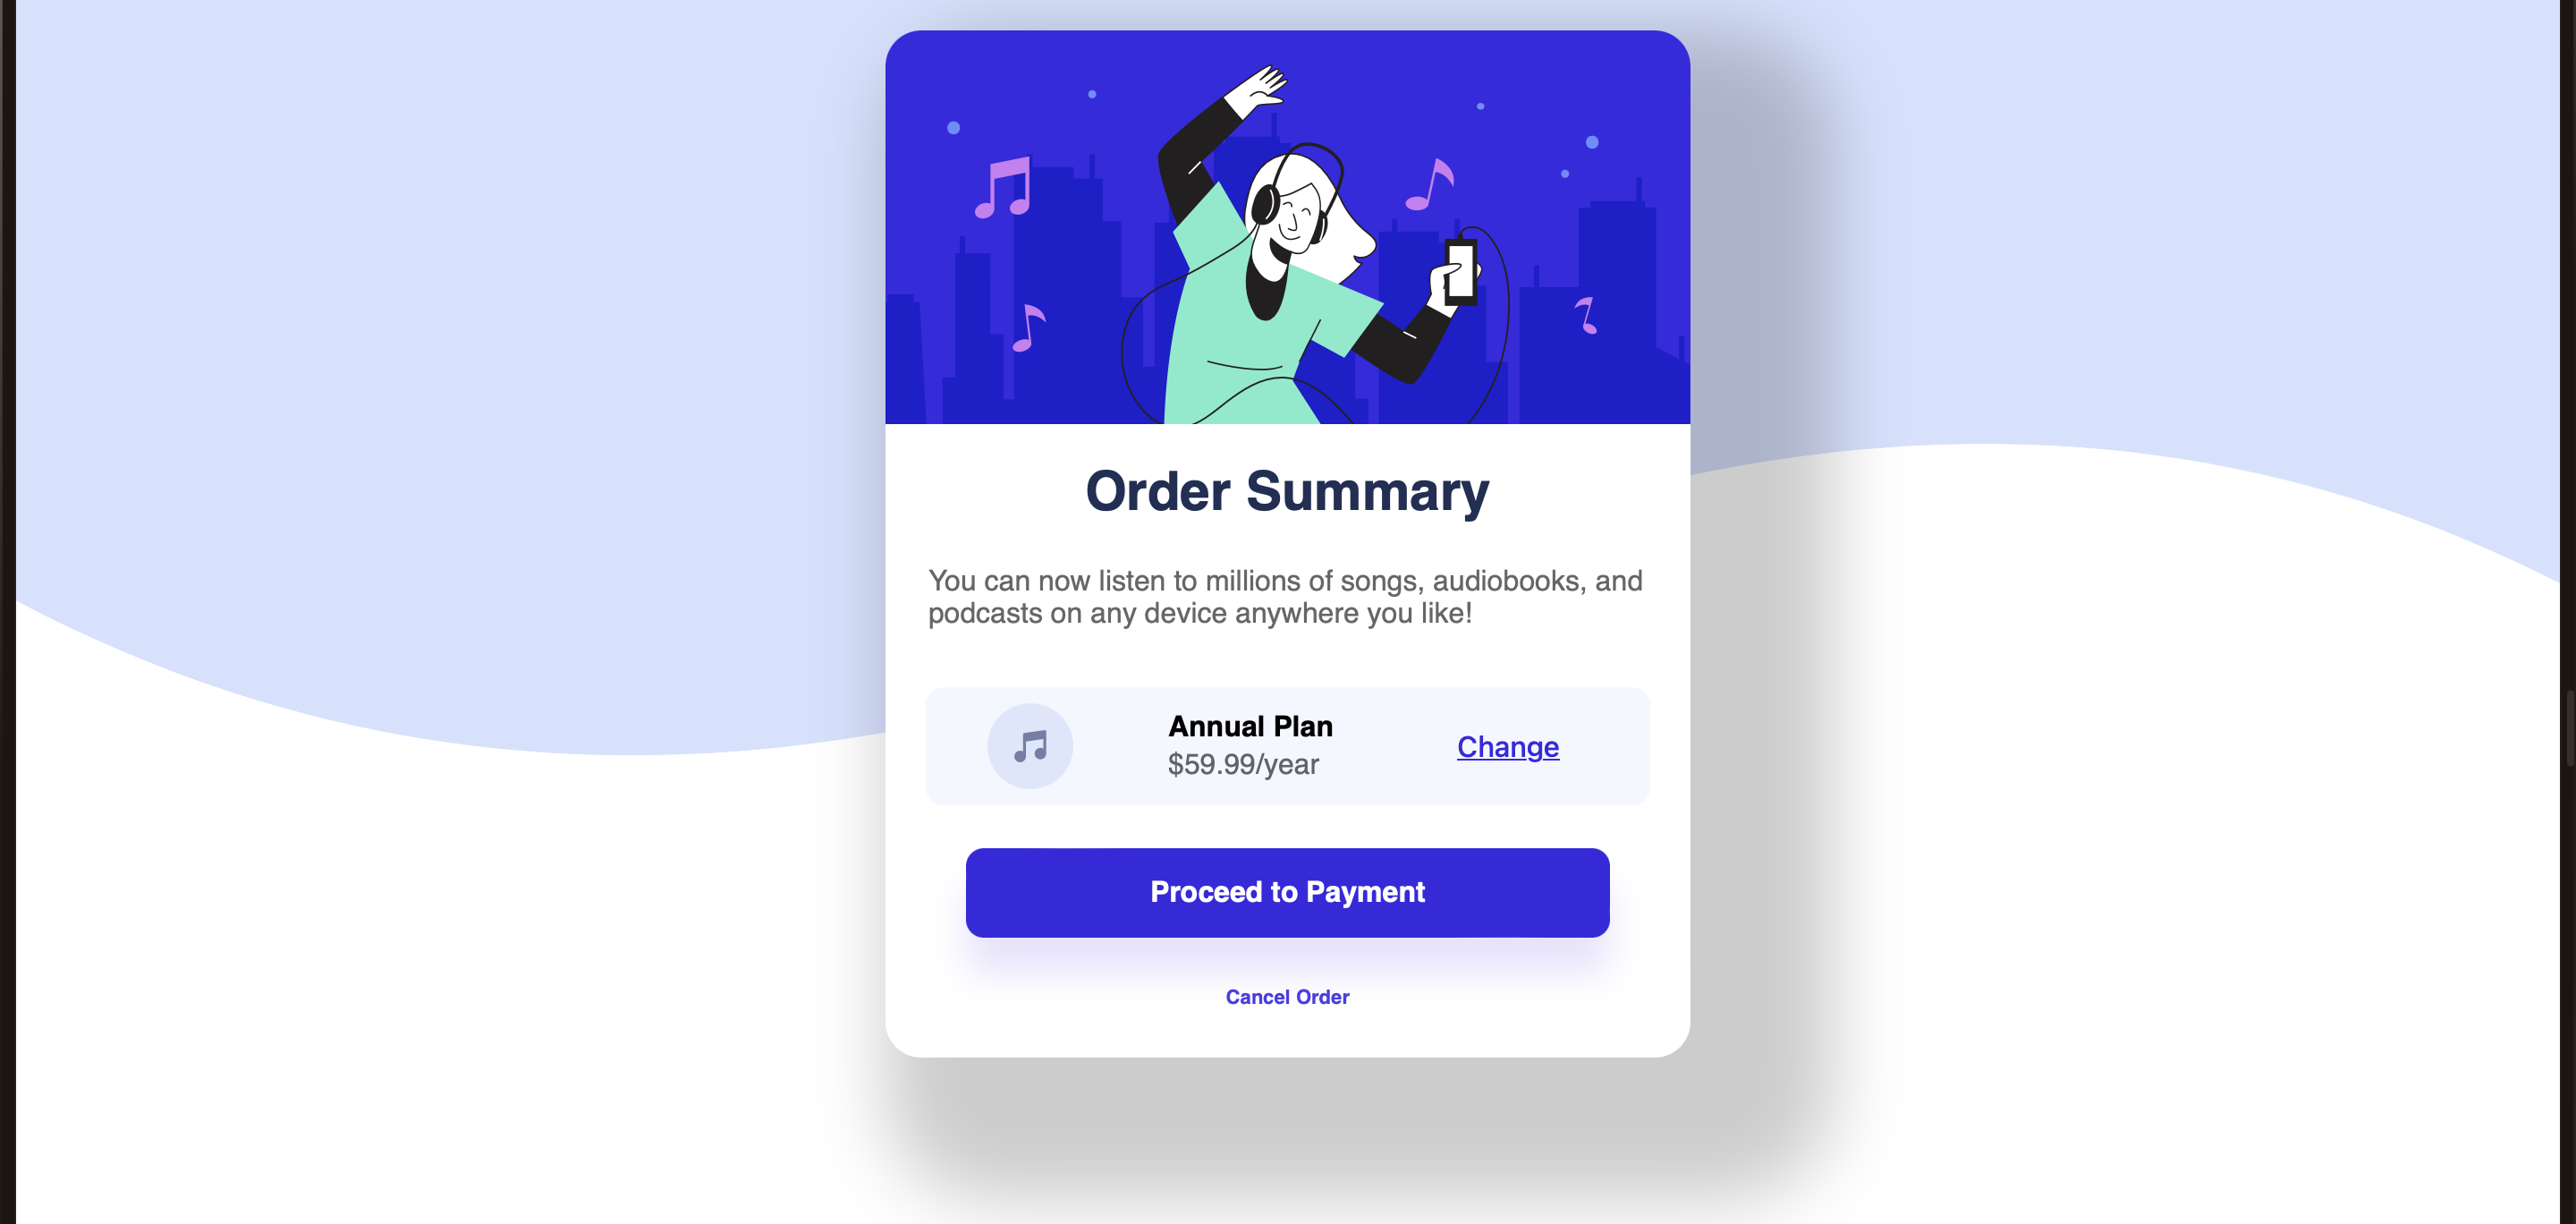 Order Summary
You can now listen to millions of songs, audiobooks, and
podcasts on any device anywhere you like!
Annual Plan
$59.99/year
Change
Proceed to Payment
Cancel Order